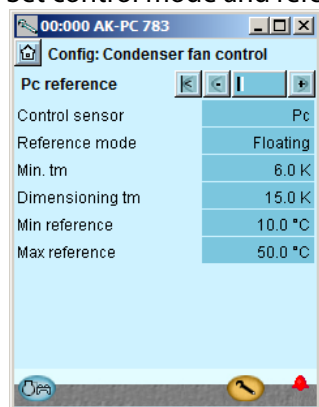 00:000 AK-PC 783
Config: Condenser fan control
Pc reference
Control sensor Pc
Reference mode Floating
Min. tm 6.0 K
Dimensioning tm 15.0 K
Min reference 10.0 °C
Max reference 50.0 °C